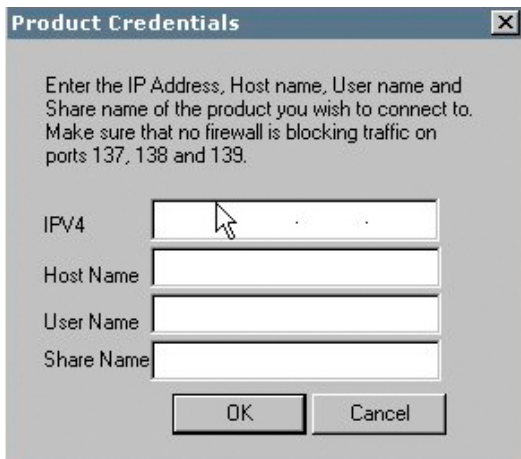 Product Credentials
Enter the IP Address, Host name, User name and
Share name of the product you wish to connect to.
Make sure that no firewall is blocking traffic on
ports 137, 138 and 139.
IPV4
Host Name
User Name
Share Name
OK Cancel